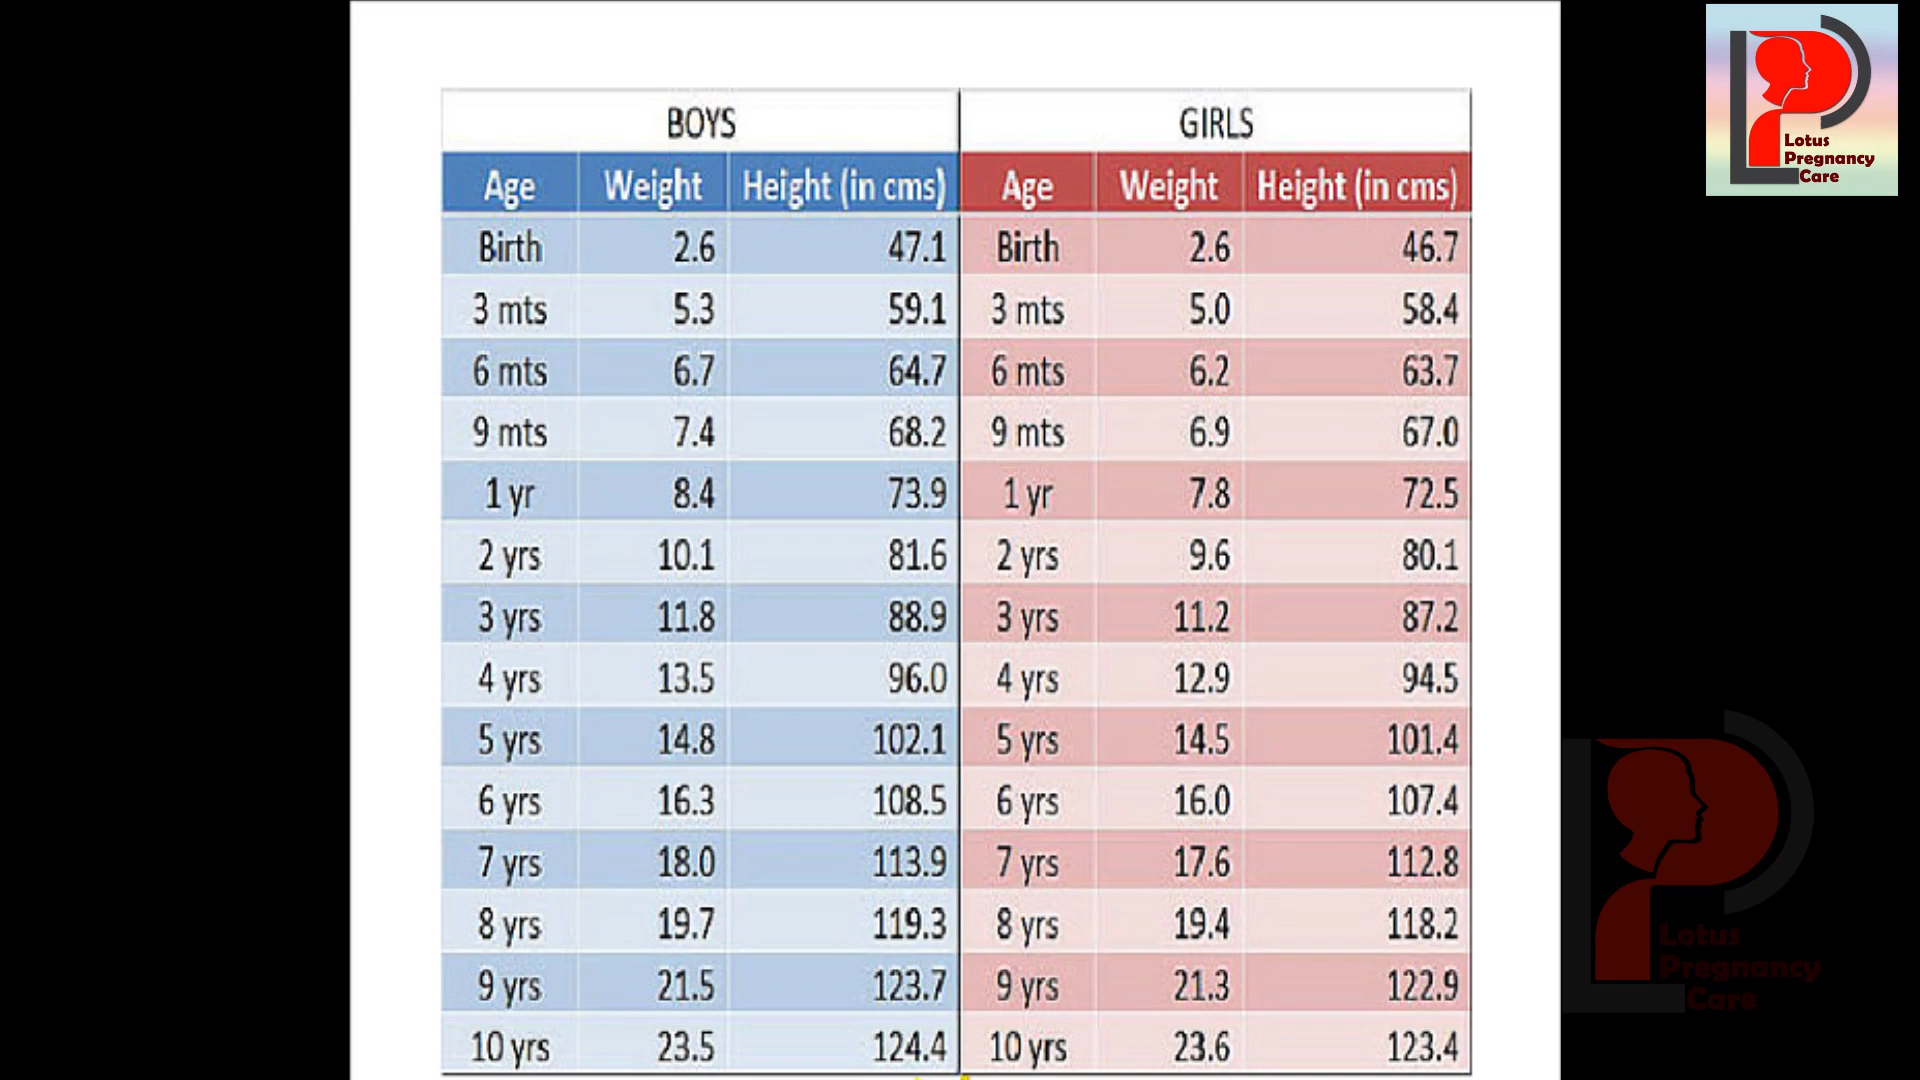 BOYS GIRLS
Age Weight Height (in cms) Age Weight Height (in cms)
Birth 2.6 47.1 Birth 2.6 46.7
3 mts 5.3 59.1 3 mts 5.0 58.4
6 mts 6.7 64.7 6 mts 6.2 63.7
9 mts 7.4 68.2 9 mts 6.9 67.0
1 yr 8.4 73.9 1 yr 7.8 72.5
2 yrs 10.1 81.6 2 yrs 9.6 80.1
3 yrs 11.8 88.9 3 yrs 11.2 87.2
4 yrs 13.5 96.0 4 yrs 12.9 94.5
5 yrs 14.8 102.1 5 yrs 14.5 101.4
6 yrs 16.3 108.5 6 yrs 16.0 107.4
7 yrs 18.0 113.9 7 yrs 17.6 112.8
8 yrs 19.7 119.3 8 yrs 19.4 118.2
9 yrs 21.5 123.7 9 yrs 21.3 122.9
10 yrs 23.5 124.4 10 yrs 23.6 123.4
Lotus
Pregnancy
Care
Lotus
Pregnancy
Care